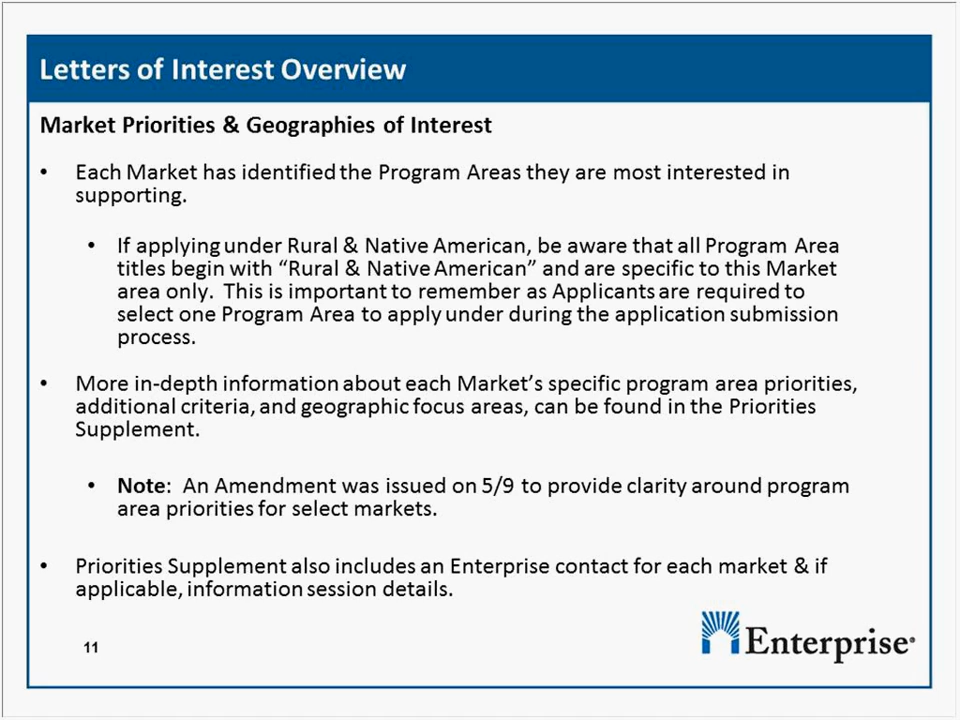 Letters of Interest Overview
Market Priorities & Geographies of Interest
• Each Market has identified the Program Areas they are most interested in
supporting.
• If applying under Rural & Native American, be aware that all Program Area
titles begin with “Rural & Native American” and are specific to this Market
area only.  This is important to remember as Applicants are required to
select one Program Area to apply under during the application submission
process.
• More in-depth information about each Market’s specific program area priorities,
additional criteria, and geographic focus areas, can be found in the Priorities
Supplement.
• Note:  An Amendment was issued on 5/9 to provide clarity around program
area priorities for select markets.
• Priorities Supplement also includes an Enterprise contact for each market & if
applicable, information session details.
11
Enterprise®